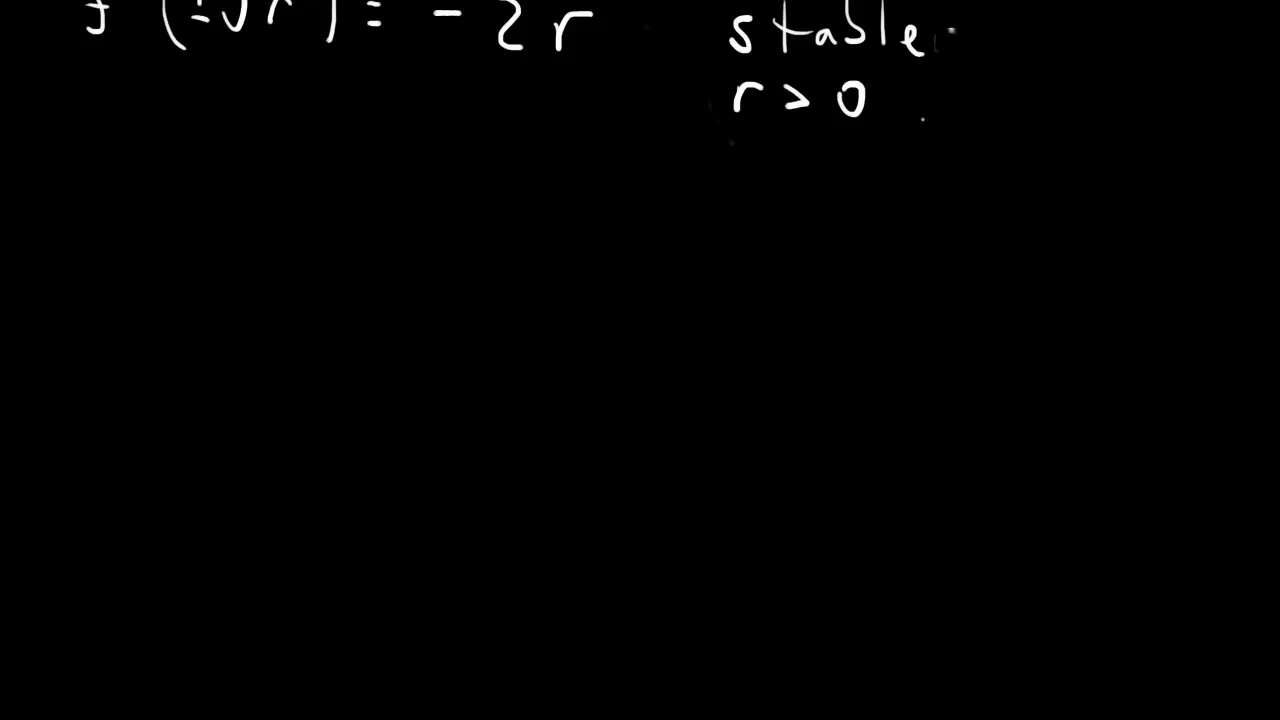 f (±√r) = -2r stable
r > 0